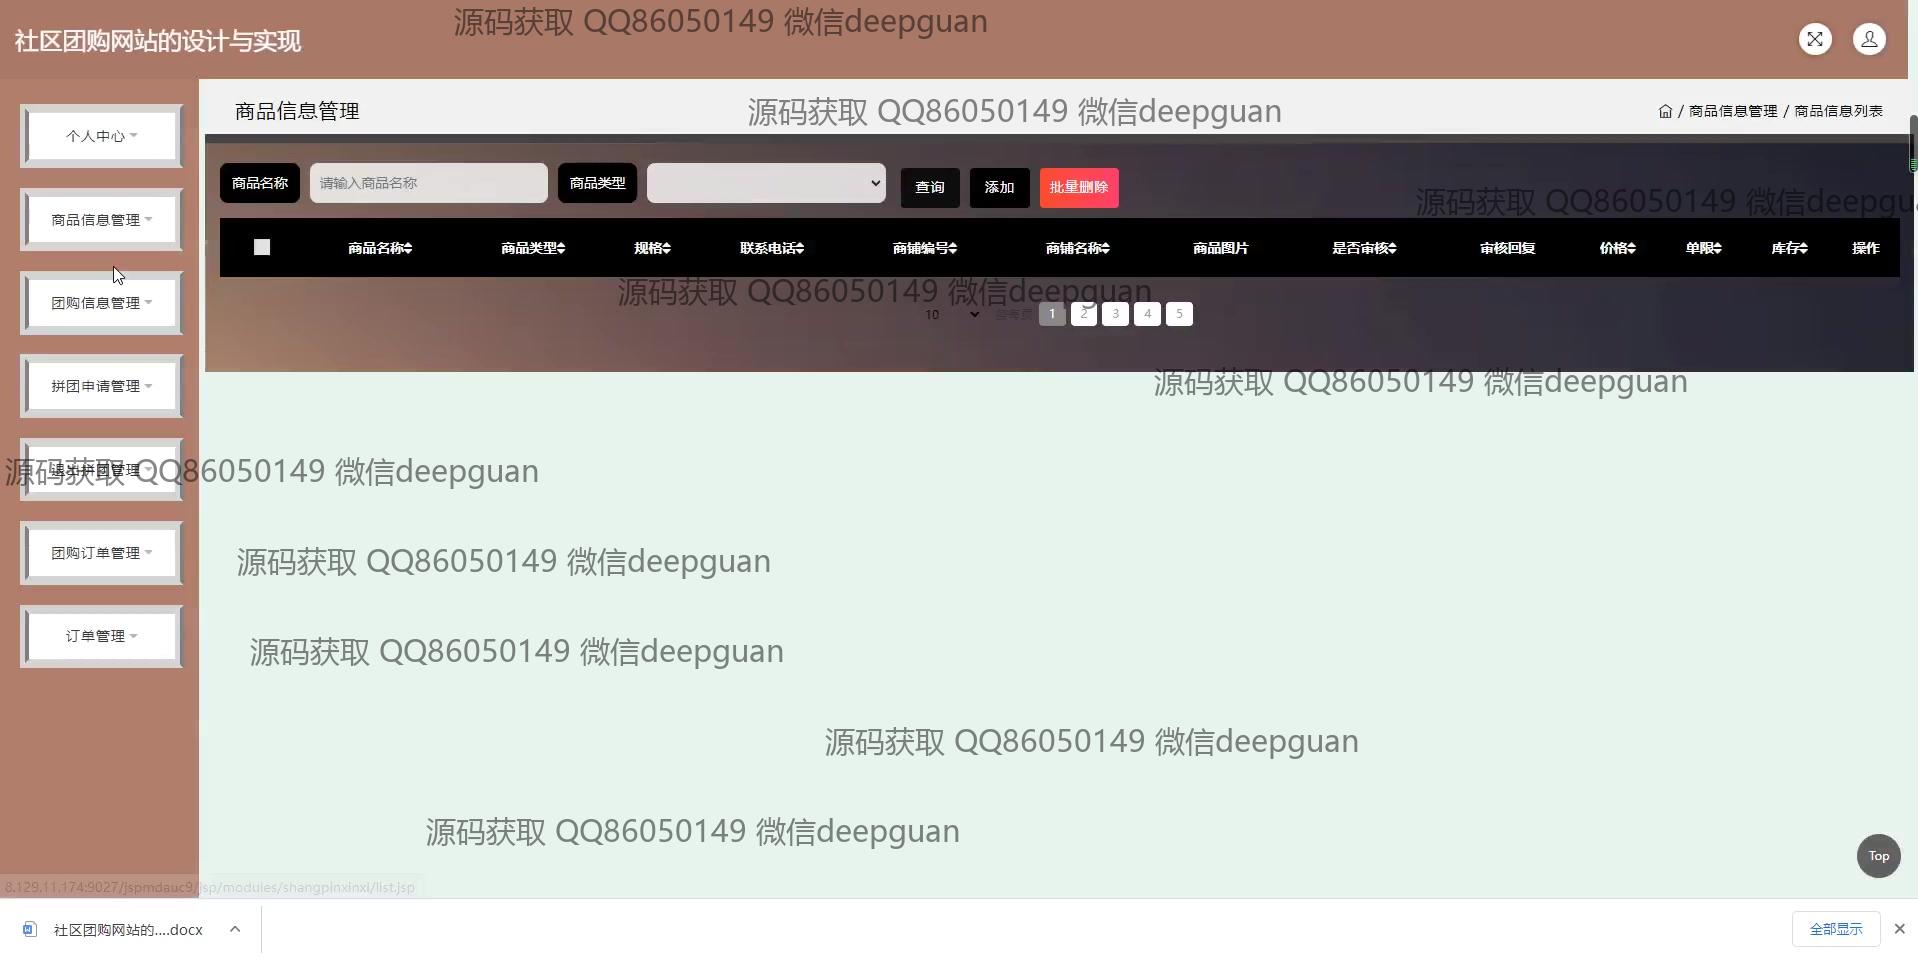 源码获取 QQ86050149 微信deepguan
社区团购网站的设计与实现
商品信息管理
源码获取 QQ86050149 微信deepguan
/ 商品信息管理 / 商品信息列表
个人中心
商品信息管理
团购信息管理
拼团申请管理
退出拼团管理
团购订单管理
订单管理
商品名称 请输入商品名称 商品类型 查询 添加 批量删除
源码获取 QQ86050149 微信deepgu
商品名称 商品类型 规格 联系电话 商铺编号 商铺名称 商品图片 是否审核 审核回复 价格 单限 库存 操作
源码获取 QQ86050149 微信deepguan
10 1 2 3 4 5
源码获取 QQ86050149 微信deepguan
源码获取 QQ86050149 微信deepguan
源码获取 QQ86050149 微信deepguan
源码获取 QQ86050149 微信deepguan
源码获取 QQ86050149 微信deepguan
源码获取 QQ86050149 微信deepguan
Top
8.129.11.174:9027/jspmdauc9/jsp/modules/shangpinxinxi/list.jsp
社区团购网站的....docx
全部显示